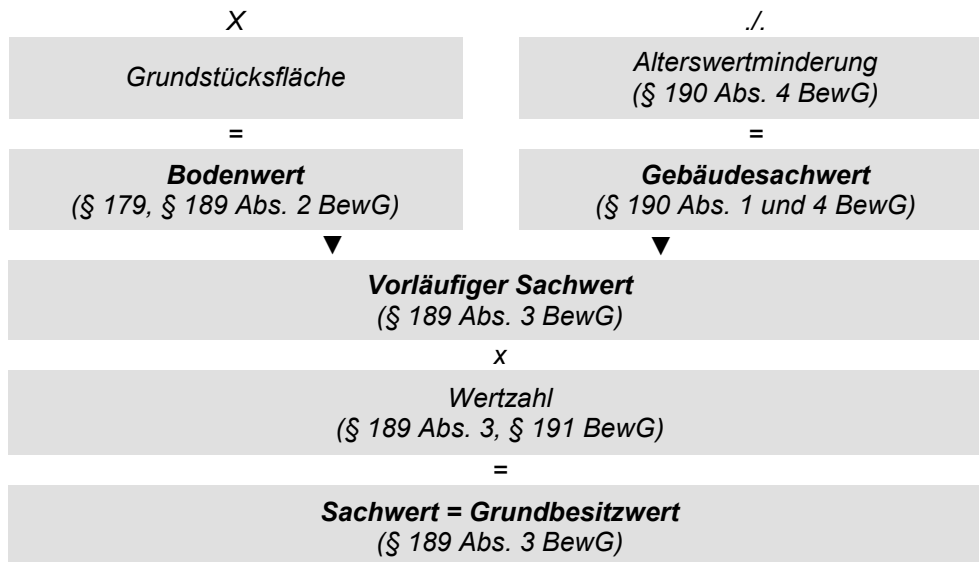 X
Grundstücksfläche
=
Bodenwert
(§ 179, § 189 Abs. 2 BewG)
▼
./.
Alterswertminderung
(§ 190 Abs. 4 BewG)
=
Gebäudesachwert
(§ 190 Abs. 1 und 4 BewG)
▼
Vorläufiger Sachwert
(§ 189 Abs. 3 BewG)
x
Wertzahl
(§ 189 Abs. 3, § 191 BewG)
=
Sachwert = Grundbesitzwert
(§ 189 Abs. 3 BewG)